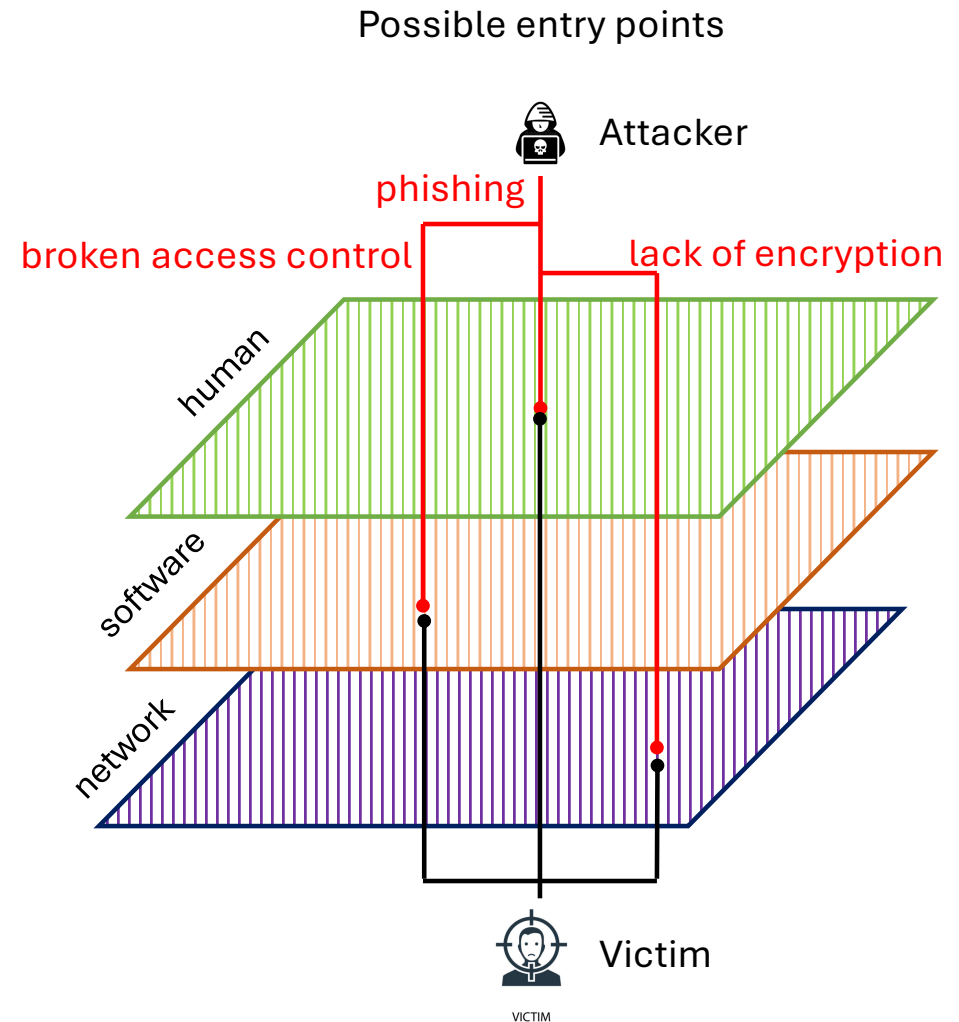 Possible entry points
Attacker
phishing
broken access control
lack of encryption
human
software
network
Victim
VICTIM